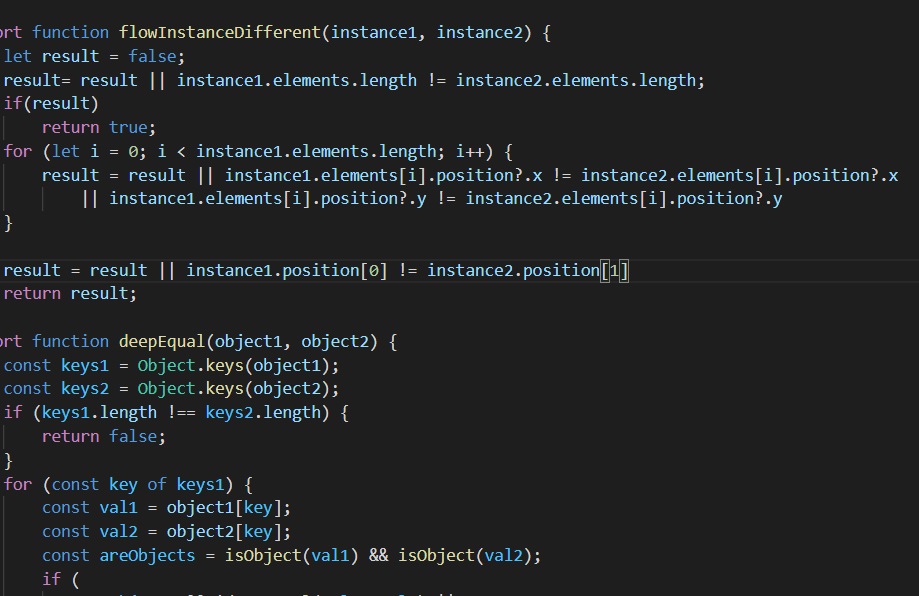 ort function flowInstanceDifferent(instance1, instance2) {
let result = false;
result= result || instance1.elements.length != instance2.elements.length;
if(result)
return true;
for (let i = 0; i < instance1.elements.length; i++) {
result = result || instance1.elements[i].position?.x != instance2.elements[i].position?.x
|| instance1.elements[i].position?.y != instance2.elements[i].position?.y
}
result = result || instance1.position[0] != instance2.position[1]
return result;
ort function deepEqual(object1, object2) {
const keys1 = Object.keys(object1);
const keys2 = Object.keys(object2);
if (keys1.length !== keys2.length) {
return false;
}
for (const key of keys1) {
const val1 = object1[key];
const val2 = object2[key];
const areObjects = isObject(val1) && isObject(val2);
if (